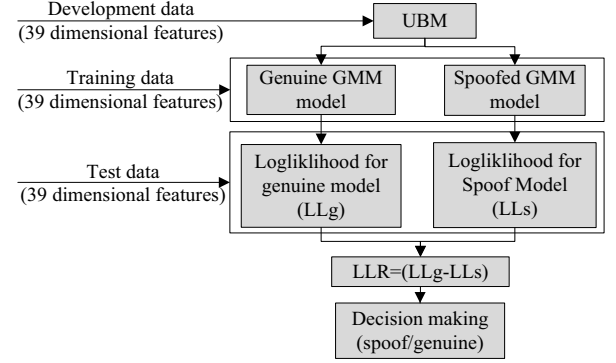 Development data
(39 dimensional features)
UBM
Training data
(39 dimensional features)
Genuine GMM
model
Spoofed GMM
model
Test data
(39 dimensional features)
Logliklihood for
genuine model
(LLg)
Logliklihood for
Spoof Model
(LLs)
LLR=(LLg-LLs)
Decision making
(spoof/genuine)